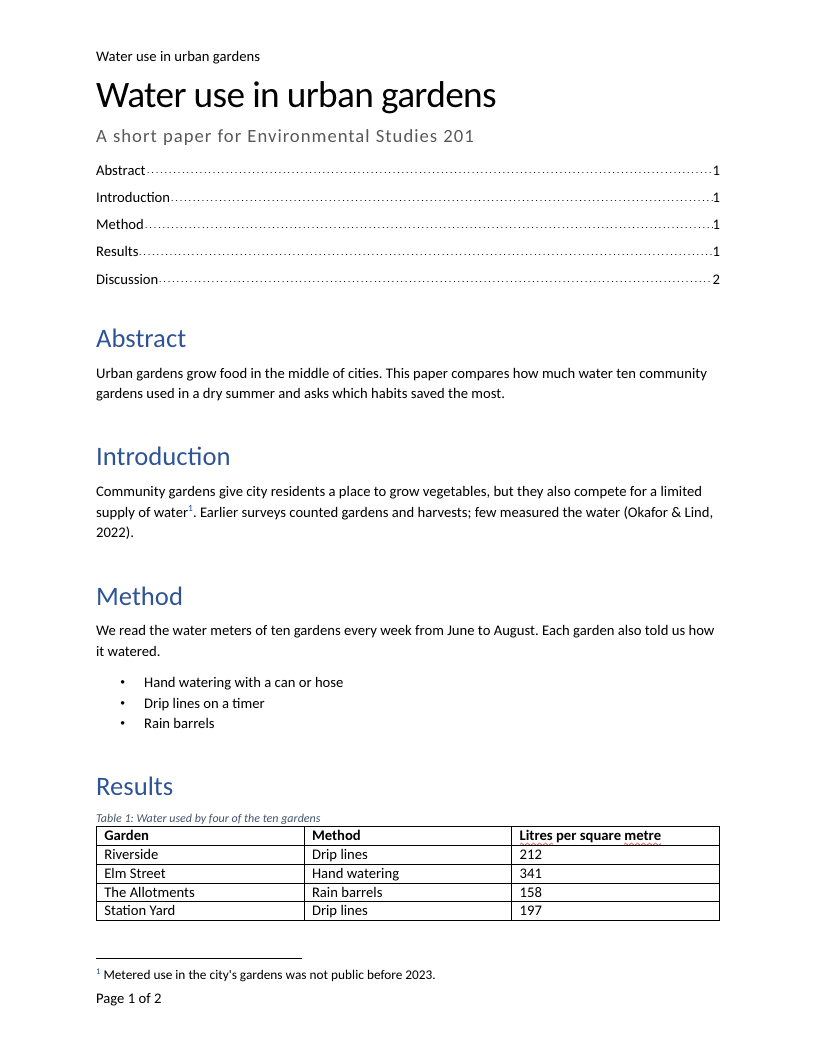 Water use in urban gardens
Water use in urban gardens
A short paper for Environmental Studies 201
Abstract 1
Introduction 1
Method 1
Results 1
Discussion 2
Abstract
Urban gardens grow food in the middle of cities. This paper compares how much water ten community
gardens used in a dry summer and asks which habits saved the most.
Introduction
Community gardens give city residents a place to grow vegetables, but they also compete for a limited
supply of water1. Earlier surveys counted gardens and harvests; few measured the water (Okafor & Lind,
2022).
Method
We read the water meters of ten gardens every week from June to August. Each garden also told us how
it watered.
• Hand watering with a can or hose
• Drip lines on a timer
• Rain barrels
Results
Table 1: Water used by four of the ten gardens
Garden Method Litres per square metre
Riverside Drip lines 212
Elm Street Hand watering 341
The Allotments Rain barrels 158
Station Yard Drip lines 197
1 Metered use in the city's gardens was not public before 2023.
Page 1 of 2